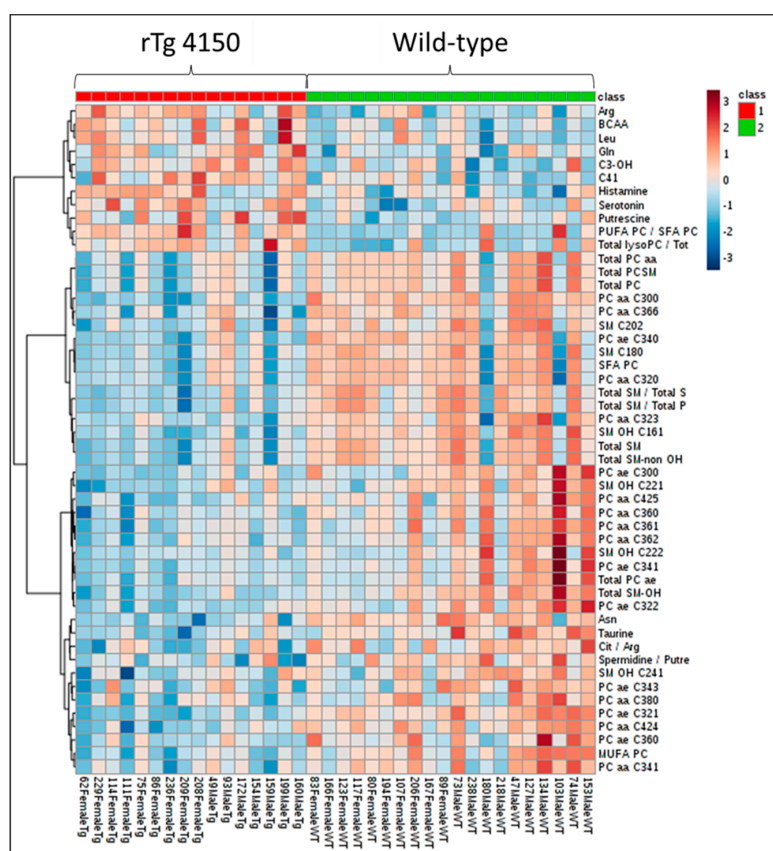 rTg 4150 Wild-type
class
Arg
BCAA
Leu
Gln
C3-OH
C41
Histamine
Serotonin
Putrescine
PUFA PC / SFA PC
Total lysoPC / Tot
Total PC aa
Total PCSM
Total PC
PC aa C300
PC aa C366
SM C202
PC ae C340
SM C180
SFA PC
PC aa C320
Total SM / Total S
Total SM / Total P
PC aa C323
SM OH C161
Total SM
Total SM-non OH
PC ae C300
SM OH C221
PC aa C425
PC aa C360
PC aa C361
PC aa C362
SM OH C222
PC ae C341
Total PC ae
Total SM-OH
PC ae C322
Asn
Taurine
Cit / Arg
Spermidine / Putre
SM OH C241
PC ae C343
PC aa C380
PC ae C321
PC aa C424
PC ae C360
MUFA PC
PC aa C341
3
2
1
0
-1
-2
-3
class
1
2
62FemaleTg
229FemaleTg
114FemaleTg
111FemaleTg
75FemaleTg
86FemaleTg
236FemaleTg
209FemaleTg
208FemaleTg
49MaleTg
93MaleTg
172MaleTg
154MaleTg
159MaleTg
199MaleTg
160MaleTg
83FemaleWT
166FemaleWT
123FemaleWT
117FemaleWT
80FemaleWT
194FemaleWT
107FemaleWT
206FemaleWT
167FemaleWT
89FemaleWT
73MaleWT
238MaleWT
180MaleWT
218MaleWT
47MaleWT
127MaleWT
134MaleWT
103MaleWT
74MaleWT
153MaleWT